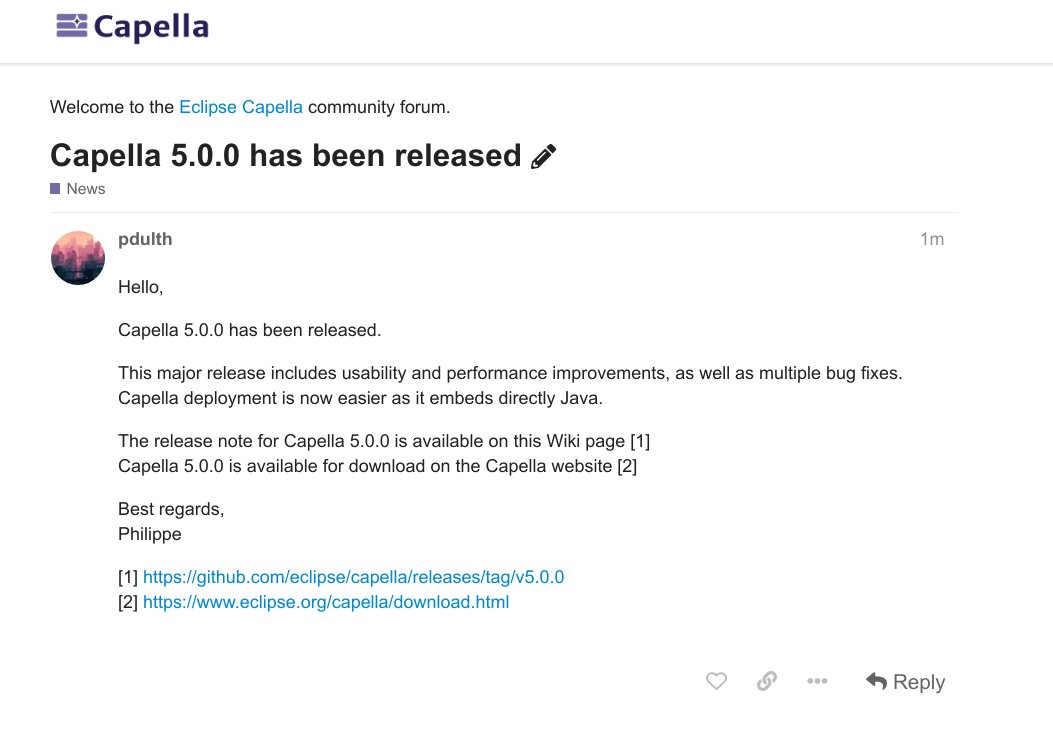 Capella
Welcome to the Eclipse Capella community forum.
Capella 5.0.0 has been released
News
pdulth
1m
Hello,
Capella 5.0.0 has been released.
This major release includes usability and performance improvements, as well as multiple bug fixes.
Capella deployment is now easier as it embeds directly Java.
The release note for Capella 5.0.0 is available on this Wiki page [1]
Capella 5.0.0 is available for download on the Capella website [2]
Best regards,
Philippe
[1] https://github.com/eclipse/capella/releases/tag/v5.0.0
[2] https://www.eclipse.org/capella/download.html
Reply